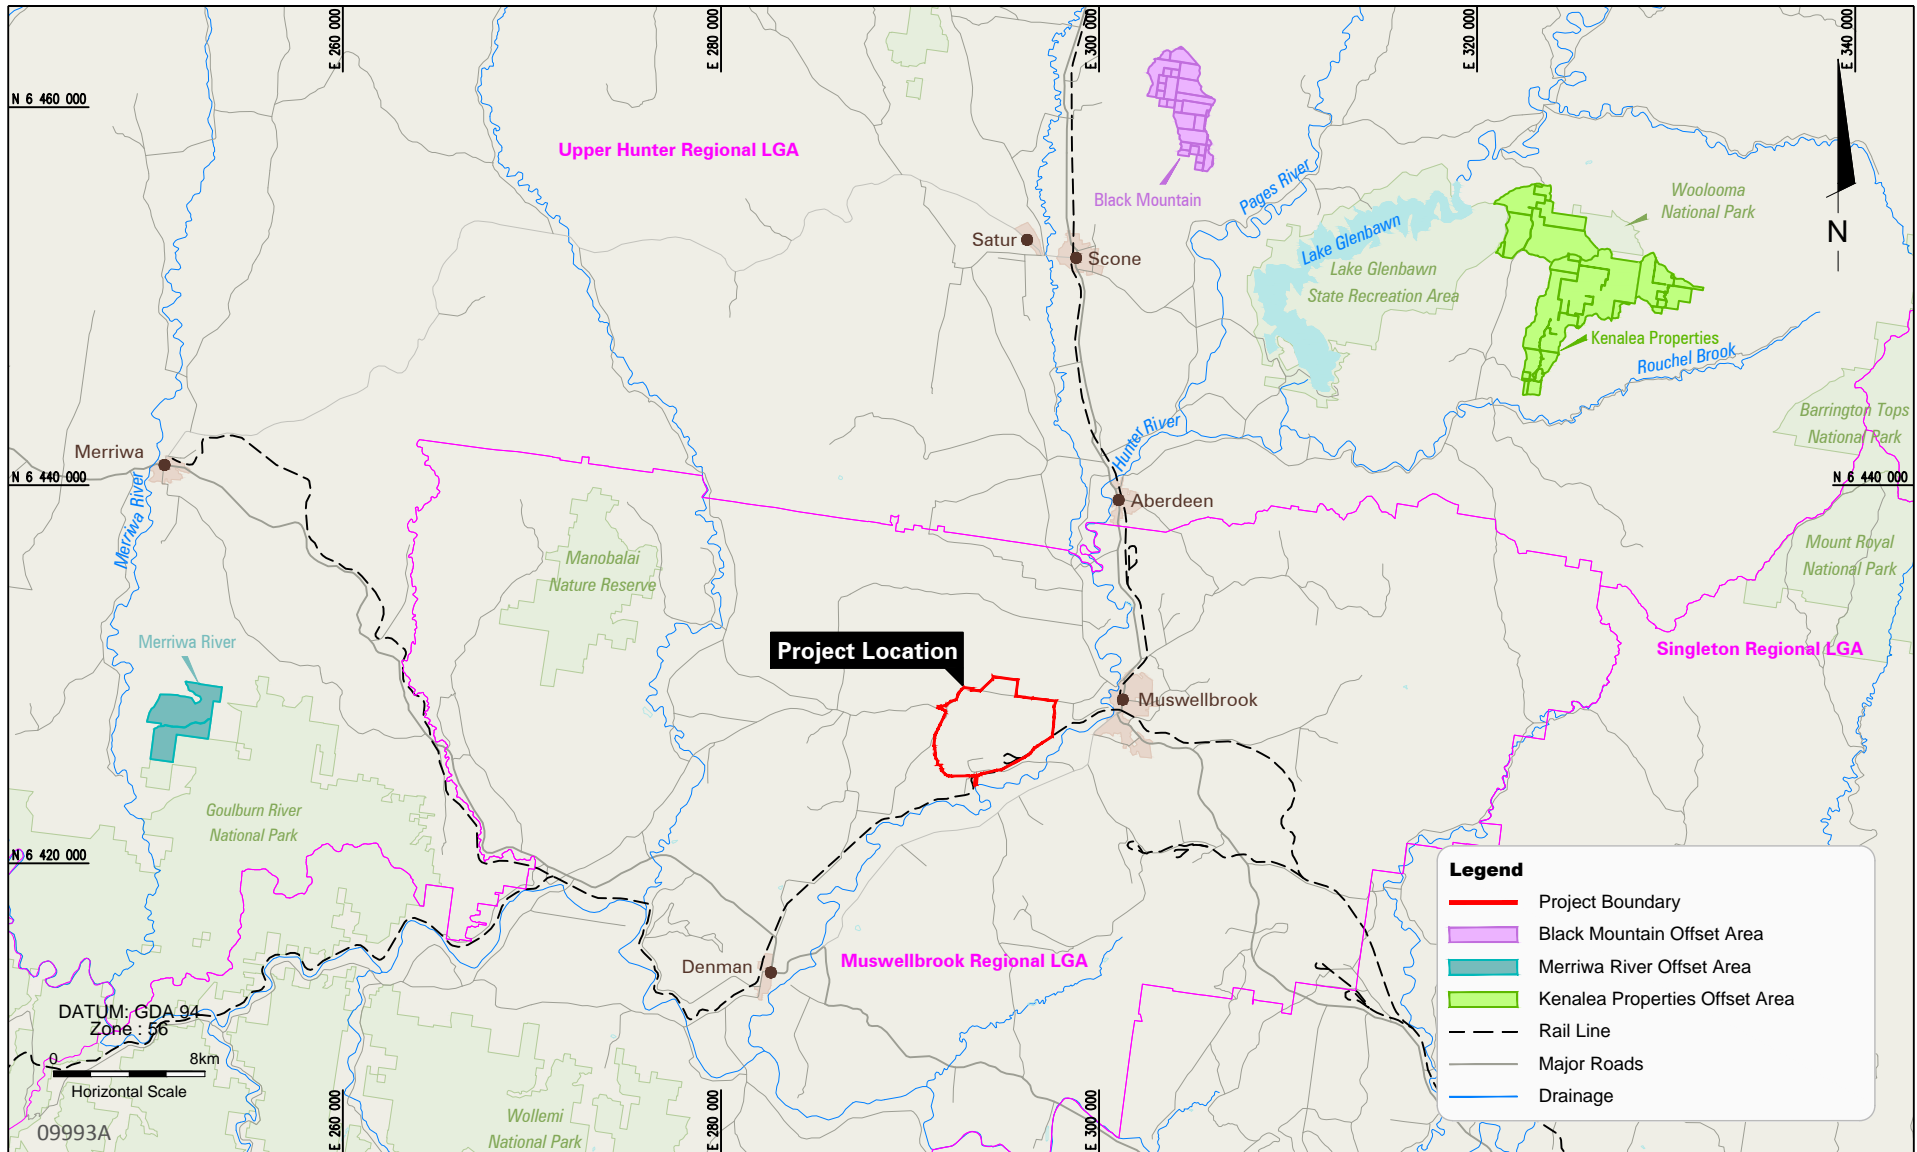 E 260 000
E 280 000
E 300 000
E 320 000
E 340 000
N 6 460 000
Upper Hunter Regional LGA
Black Mountain
Pages River
Woolooma
National Park
N
Satur
Scone
Lake Glenbawn
Lake Glenbawn
State Recreation Area
Kenalea Properties
Rouchel Brook
Barrington Tops
National Park
Merriwa
Hunter River
N 6 440 000
N 6 440 000
Merriwa River
Aberdeen
Manobalai
Nature Reserve
Mount Royal
National Park
Merriwa River
Project Location
Singleton Regional LGA
Muswellbrook
Goulburn River
National Park
N 6 420 000
Denman
Muswellbrook Regional LGA
Legend
Project Boundary
Black Mountain Offset Area
Merriwa River Offset Area
Kenalea Properties Offset Area
Rail Line
Major Roads
Drainage
DATUM: GDA 94
Zone : 56
0 8km
Horizontal Scale
Wollemi
National Park
09993A
E 260 000
E 280 000
E 300 000